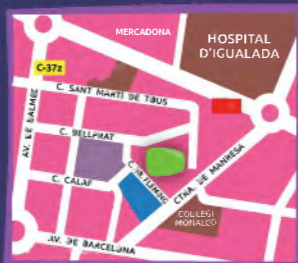 MERCADONA
HOSPITAL
D'IGUALADA
C-37z
C. SANT MARTÍ DE TOUS
AV. DE BALMES
C. BELLPRAT
C. DR. FLEMING
C. CALAF
CTRA. DE MANRESA
COL·LEGI
MONALCO
AV. DE BARCELONA